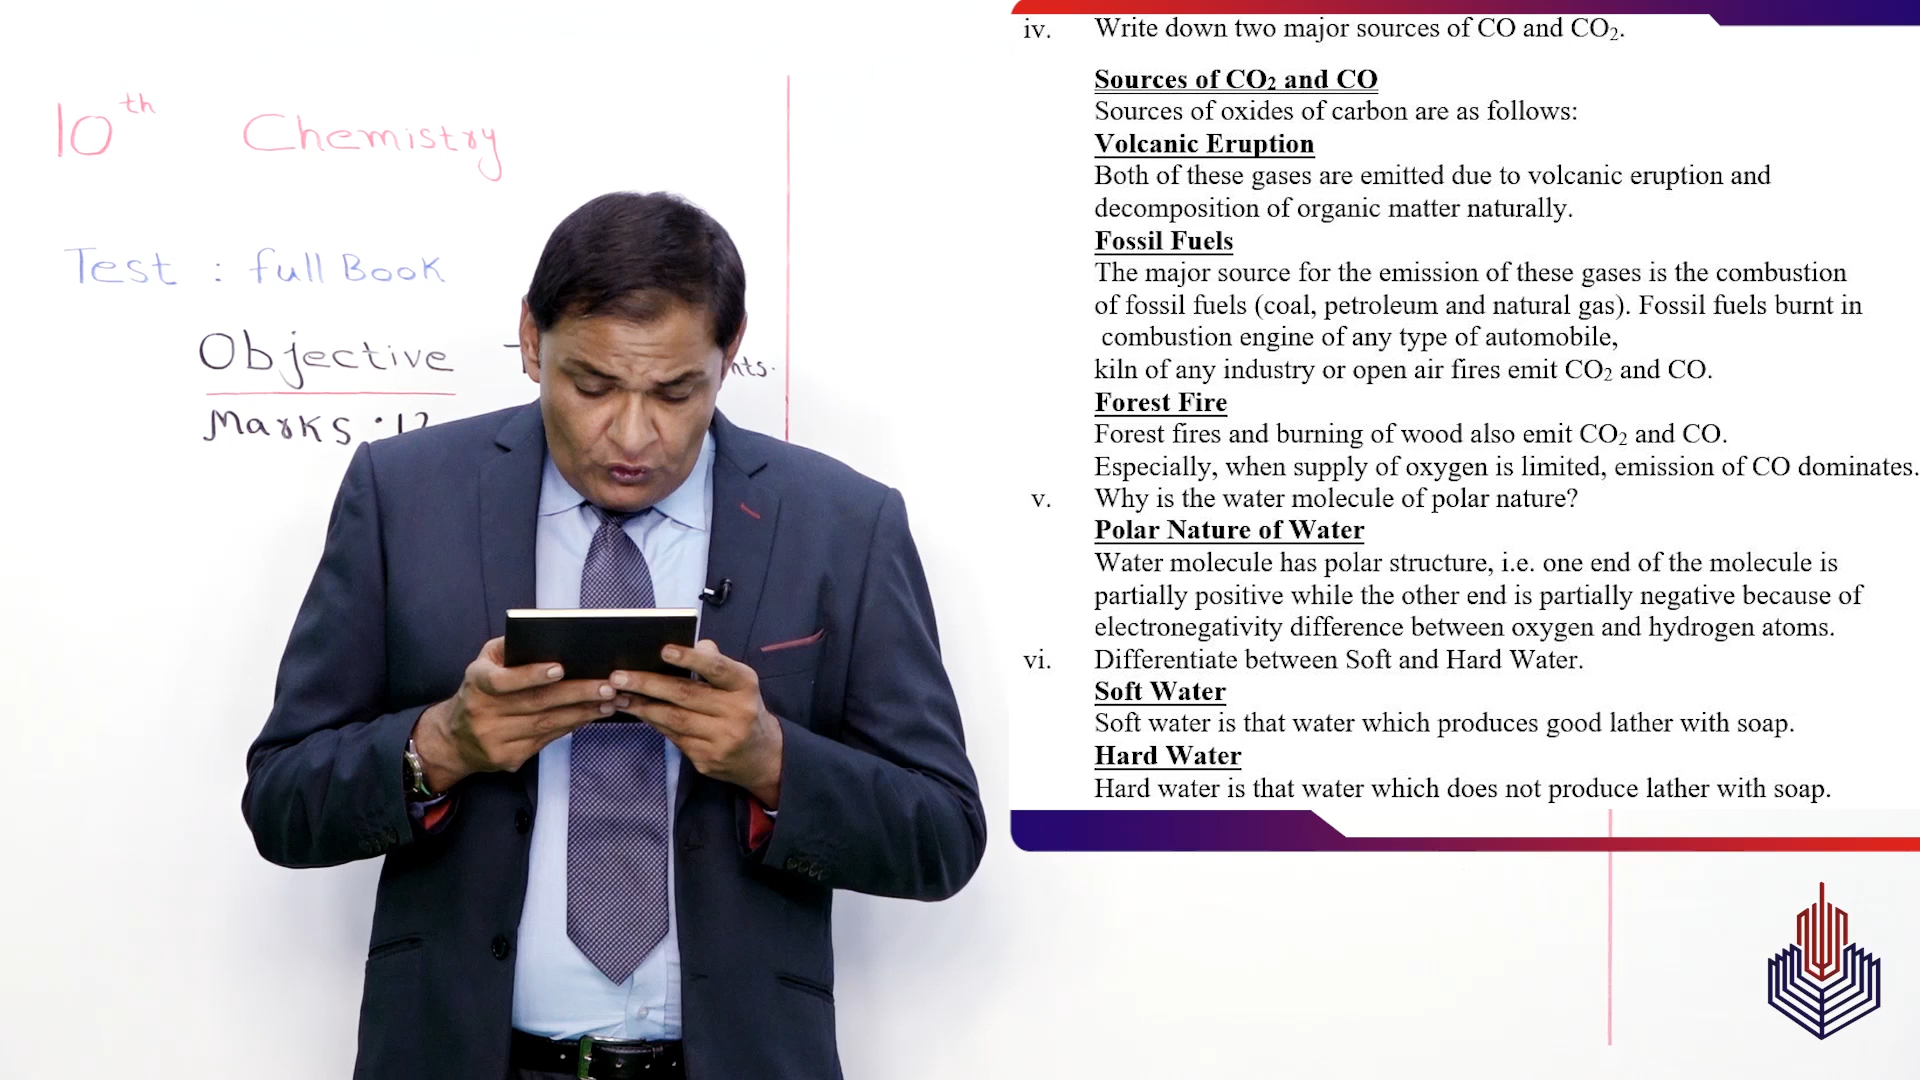 10th Chemistry
Test : full Book
Objective
Marks :
iv. Write down two major sources of CO and CO₂.
Sources of CO₂ and CO
Sources of oxides of carbon are as follows:
Volcanic Eruption
Both of these gases are emitted due to volcanic eruption and
decomposition of organic matter naturally.
Fossil Fuels
The major source for the emission of these gases is the combustion
of fossil fuels (coal, petroleum and natural gas). Fossil fuels burnt in
combustion engine of any type of automobile,
kiln of any industry or open air fires emit CO₂ and CO.
Forest Fire
Forest fires and burning of wood also emit CO₂ and CO.
Especially, when supply of oxygen is limited, emission of CO dominates.
v. Why is the water molecule of polar nature?
Polar Nature of Water
Water molecule has polar structure, i.e. one end of the molecule is
partially positive while the other end is partially negative because of
electronegativity difference between oxygen and hydrogen atoms.
vi. Differentiate between Soft and Hard Water.
Soft Water
Soft water is that water which produces good lather with soap.
Hard Water
Hard water is that water which does not produce lather with soap.